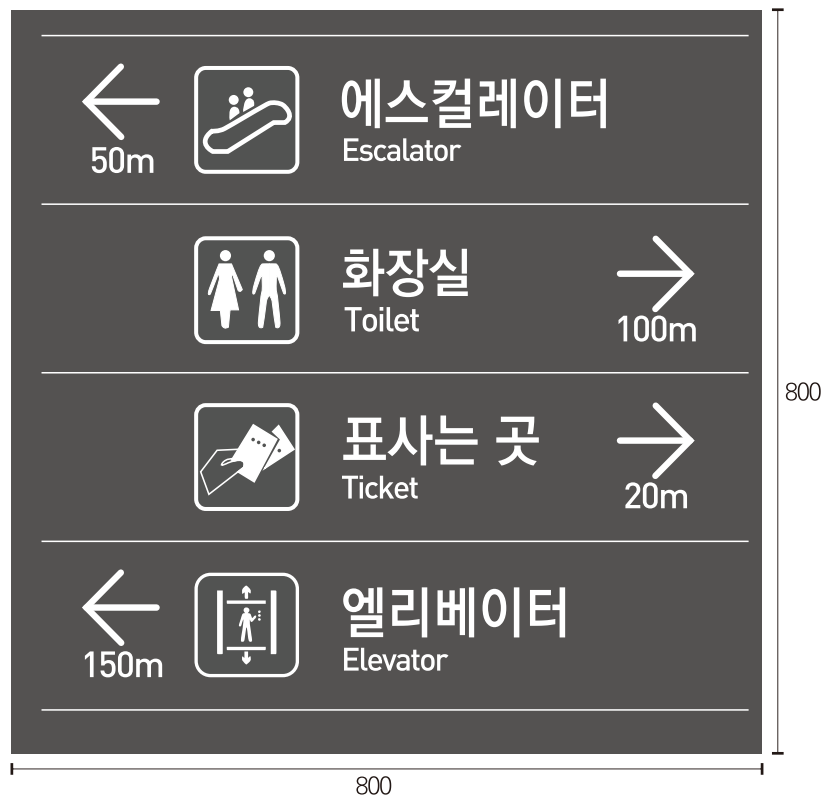 에스컬레이터
Escalator
50m
화장실
Toilet
100m
표사는 곳
Ticket
20m
엘리베이터
Elevator
150m
800
800